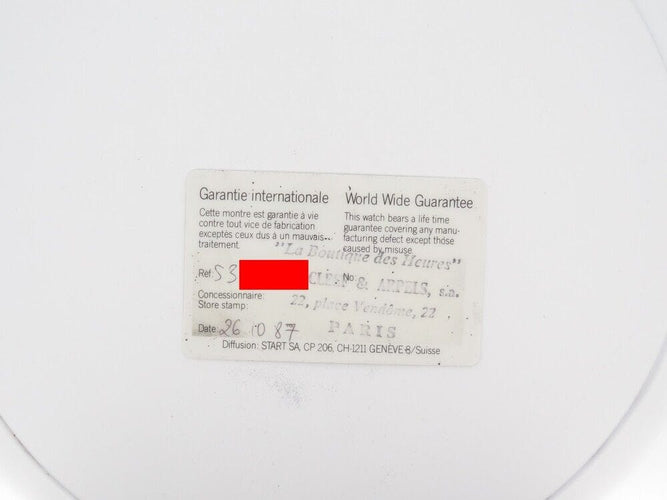 Garantie internationale
Cette montre est garantie à vie
contre tout vice de fabrication
exceptés ceux dus à un mauvais
traitement.
World Wide Guarantee
This watch bears a life time
guarantee covering any manu-
facturing defect except those
caused by misuse.
"La Boutique des Heures"
Ref. 53
No:
CLEEF & ARPELS, s.a.
Concessionnaire:
Store stamp:
22, place Vendôme, 22
PARIS
Date: 26 10 87
Diffusion: START SA, CP 206, CH-1211 GENÈVE 8/Suisse